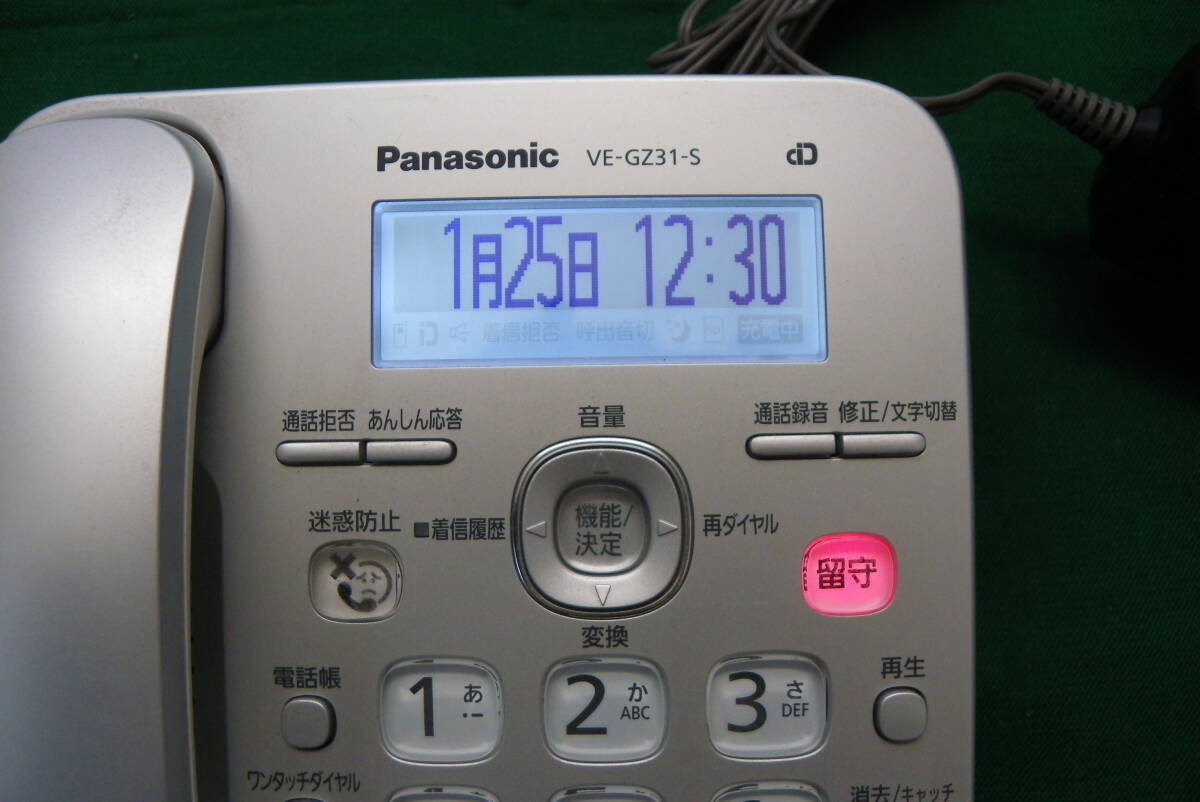 Panasonic VE-GZ31-S iD
1月25日 12:30
iD 着信拒否 呼出音切 SD 充電中
通話拒否 あんしん応答 音量 通話録音 修正/文字切替
迷惑防止 ■着信履歴 機能/決定 再ダイヤル 留守
変換
電話帳 再生
1 あ 2 か ABC 3 さ DEF
ワンタッチダイヤル 消去/キャッチ